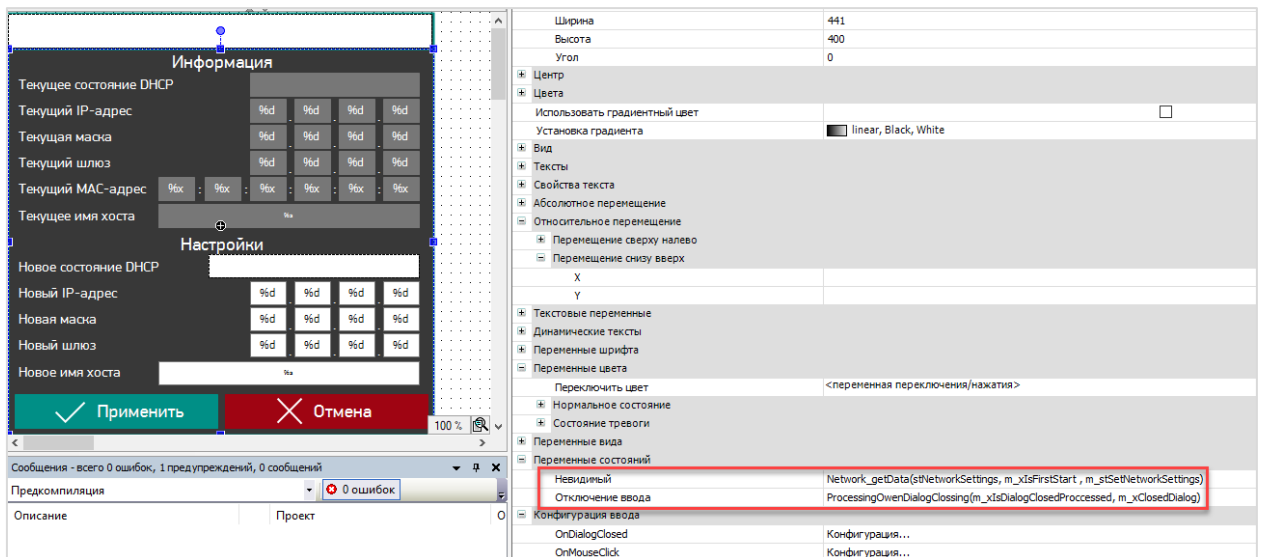 Информация
Текущее состояние DHCP
Текущий IP-адрес %d . %d . %d . %d
Текущая маска %d . %d . %d . %d
Текущий шлюз %d . %d . %d . %d
Текущий MAC-адрес %x : %x : %x : %x : %x : %x
Текущее имя хоста %s
Настройки
Новое состояние DHCP
Новый IP-адрес %d . %d . %d . %d
Новая маска %d . %d . %d . %d
Новый шлюз %d . %d . %d . %d
Новое имя хоста %s
Применить Отмена
100 %
Сообщения - всего 0 ошибок, 1 предупреждений, 0 сообщений
Предкомпиляция 0 ошибок
Описание Проект О
Ширина 441
Высота 400
Угол 0
Центр
Цвета
Использовать градиентный цвет
Установка градиента linear, Black, White
Вид
Тексты
Свойства текста
Абсолютное перемещение
Относительное перемещение
Перемещение сверху налево
Перемещение снизу вверх
X
Y
Текстовые переменные
Динамические тексты
Переменные шрифта
Переменные цвета
Переключить цвет <переменная переключения/нажатия>
Нормальное состояние
Состояние тревоги
Переменные вида
Переменные состояний
Невидимый Network_getData(stNetworkSettings, m_xIsFirstStart , m_stSetNetworkSettings)
Отключение ввода ProcessingOwenDialogClossing(m_xIsDialogClosedProccessed, m_xClosedDialog)
Конфигурация ввода
OnDialogClosed Конфигурация...
OnMouseClick Конфигурация...